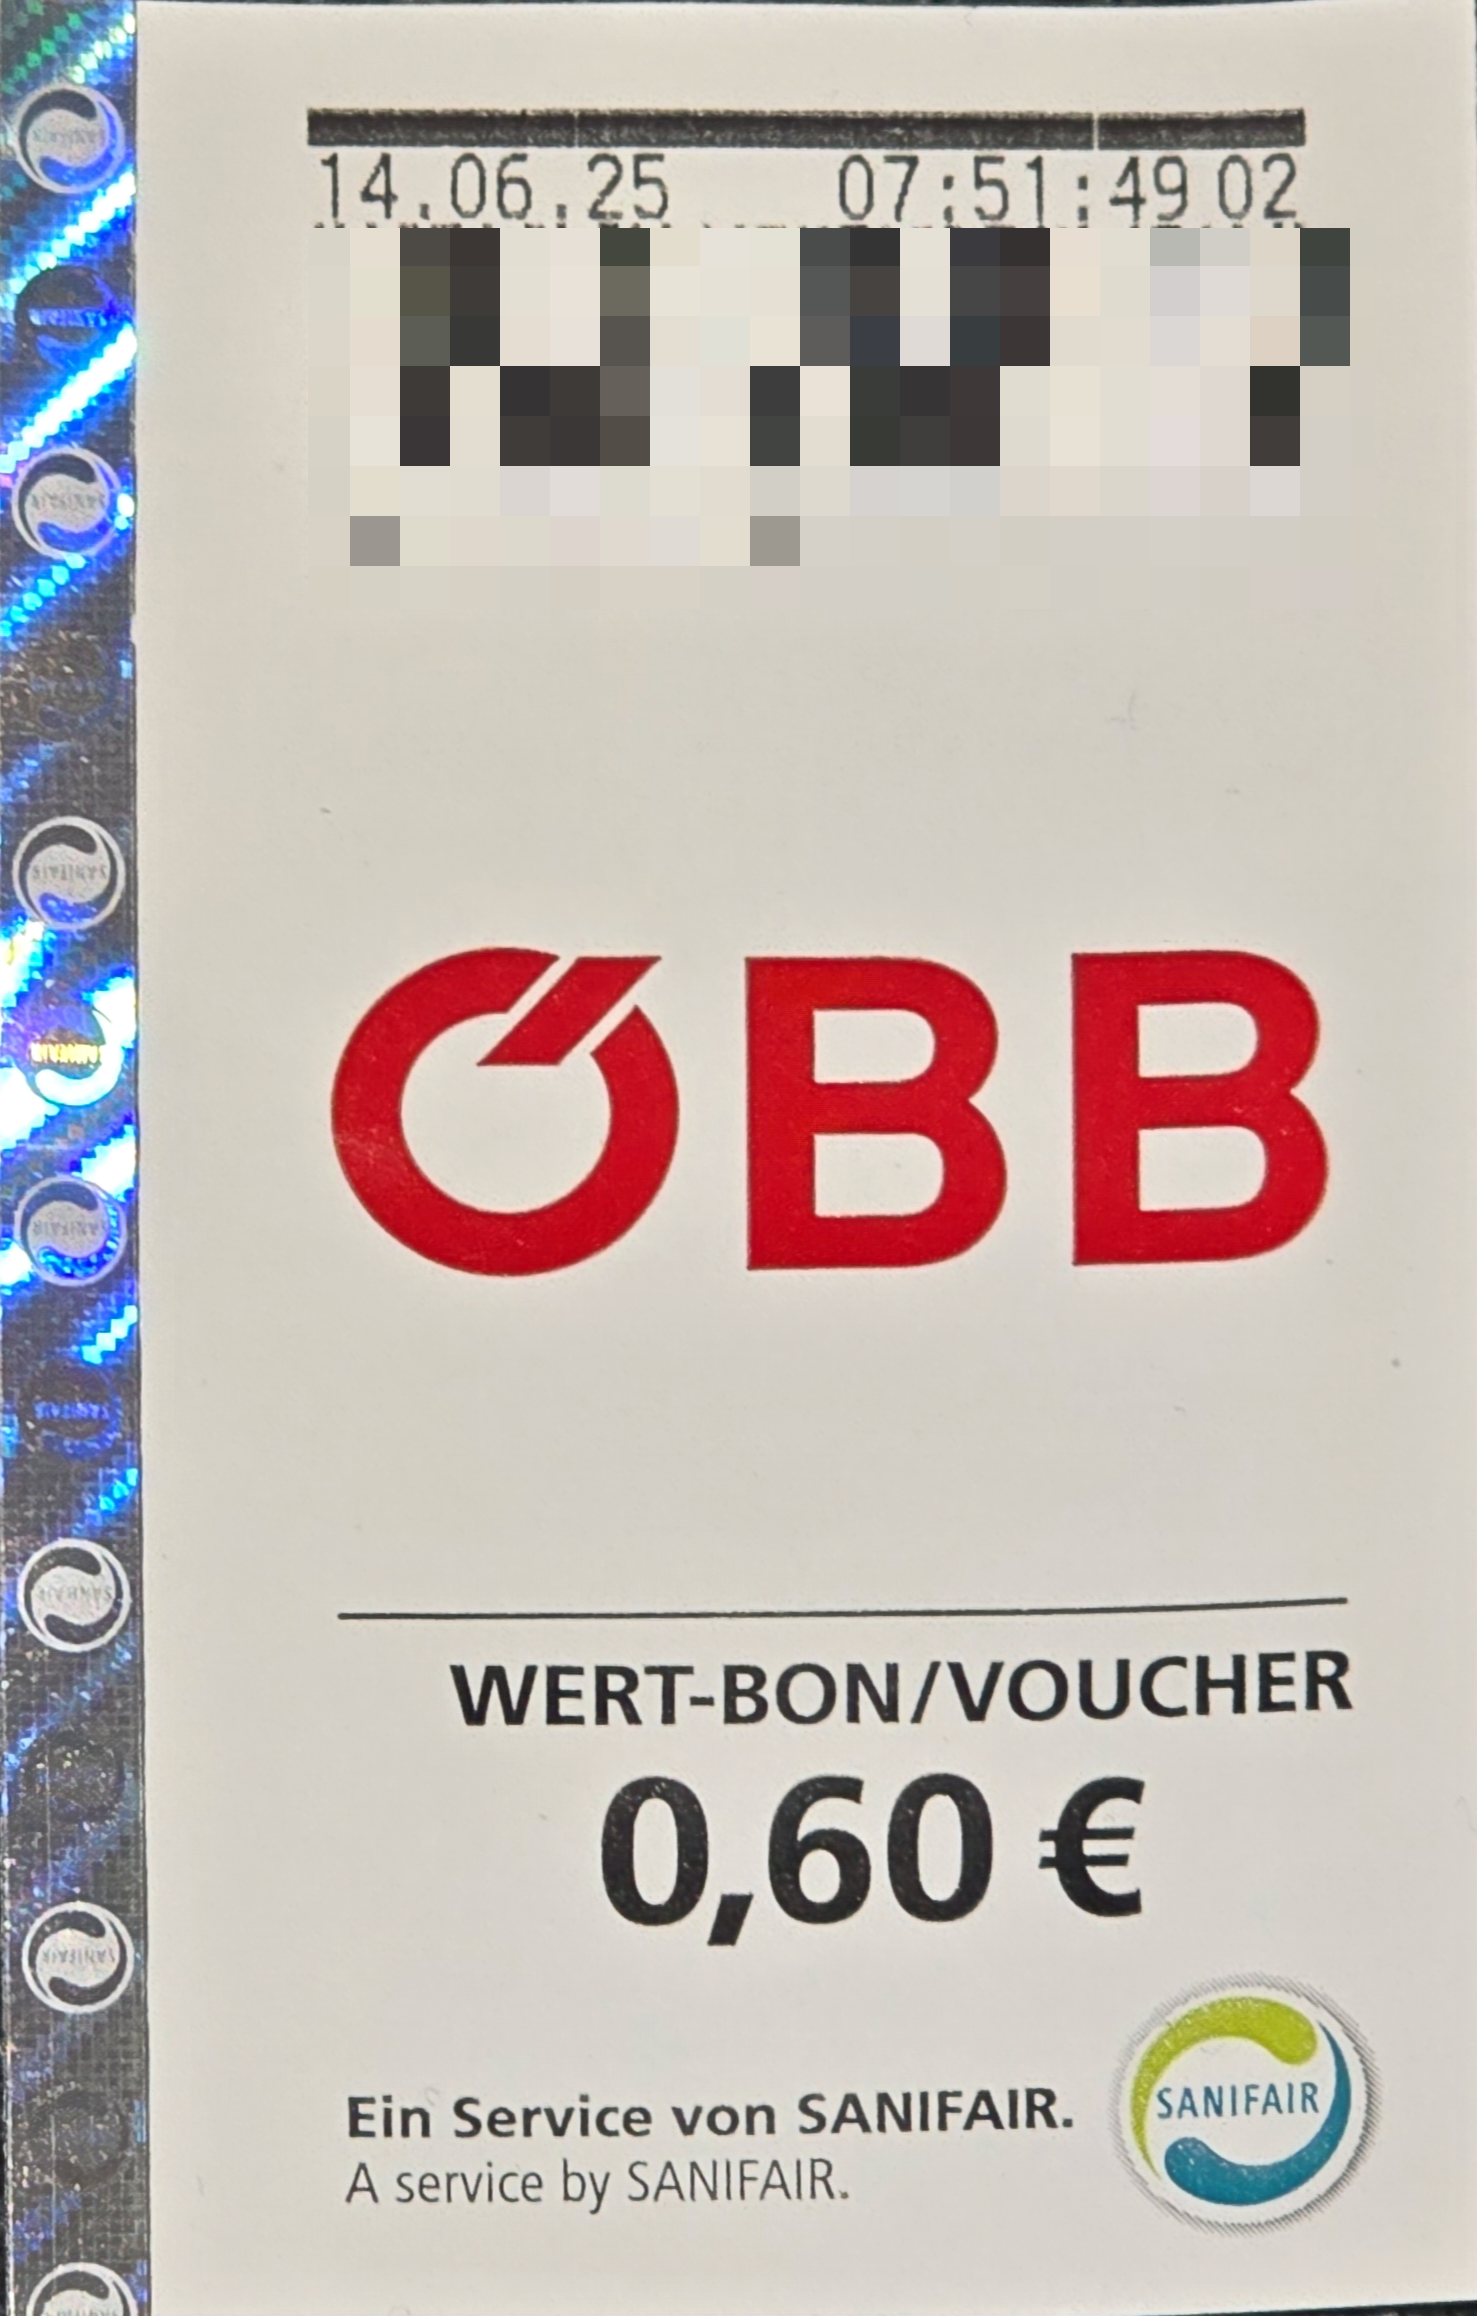 14.06.25 07:51:49 02
ÖBB
WERT-BON/VOUCHER
0,60 €
Ein Service von SANIFAIR.
A service by SANIFAIR.
SANIFAIR